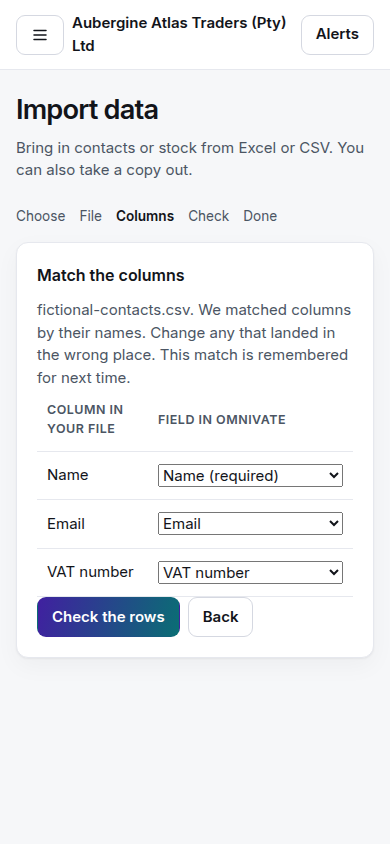 Aubergine Atlas Traders (Pty)
Ltd
Alerts
Import data
Bring in contacts or stock from Excel or CSV. You
can also take a copy out.
Choose File Columns Check Done
Match the columns
fictional-contacts.csv. We matched columns
by their names. Change any that landed in
the wrong place. This match is remembered
for next time.
COLUMN IN
YOUR FILE
FIELD IN OMNIVATE
Name Name (required)
Email Email
VAT number VAT number
Check the rows Back